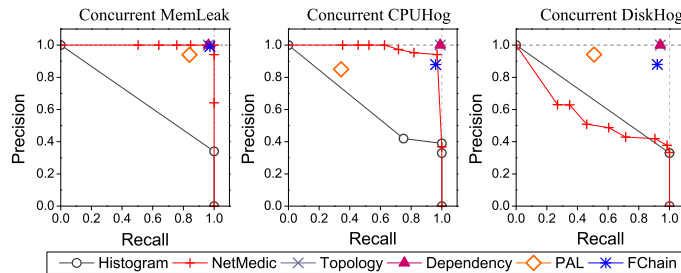 Concurrent MemLeak Concurrent CPUHog Concurrent DiskHog
1.0 1.0 1.0
0.8 0.8 0.8
0.6 0.6 0.6
0.4 0.4 0.4
0.2 0.2 0.2
0.0 0.0 0.0
Precision Precision Precision
0.0 0.2 0.4 0.6 0.8 1.0 0.0 0.2 0.4 0.6 0.8 1.0 0.0 0.2 0.4 0.6 0.8 1.0
Recall Recall Recall
Histogram NetMedic Topology Dependency PAL FChain